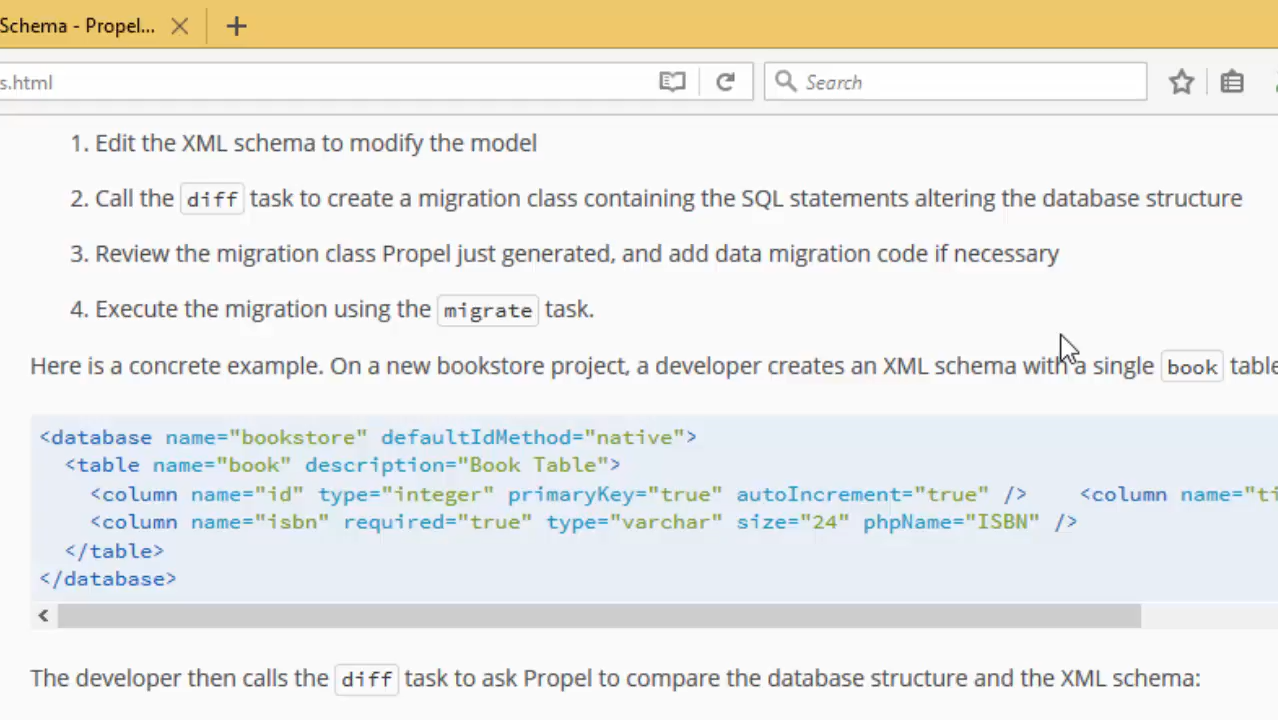 Schema - Propel...
s.html
Search
1. Edit the XML schema to modify the model
2. Call the diff task to create a migration class containing the SQL statements altering the database structure
3. Review the migration class Propel just generated, and add data migration code if necessary
4. Execute the migration using the migrate task.
Here is a concrete example. On a new bookstore project, a developer creates an XML schema with a single book table
<database name="bookstore" defaultIdMethod="native">
<table name="book" description="Book Table">
<column name="id" type="integer" primaryKey="true" autoIncrement="true" /> <column name="ti
<column name="isbn" required="true" type="varchar" size="24" phpName="ISBN" />
</table>
</database>
The developer then calls the diff task to ask Propel to compare the database structure and the XML schema: